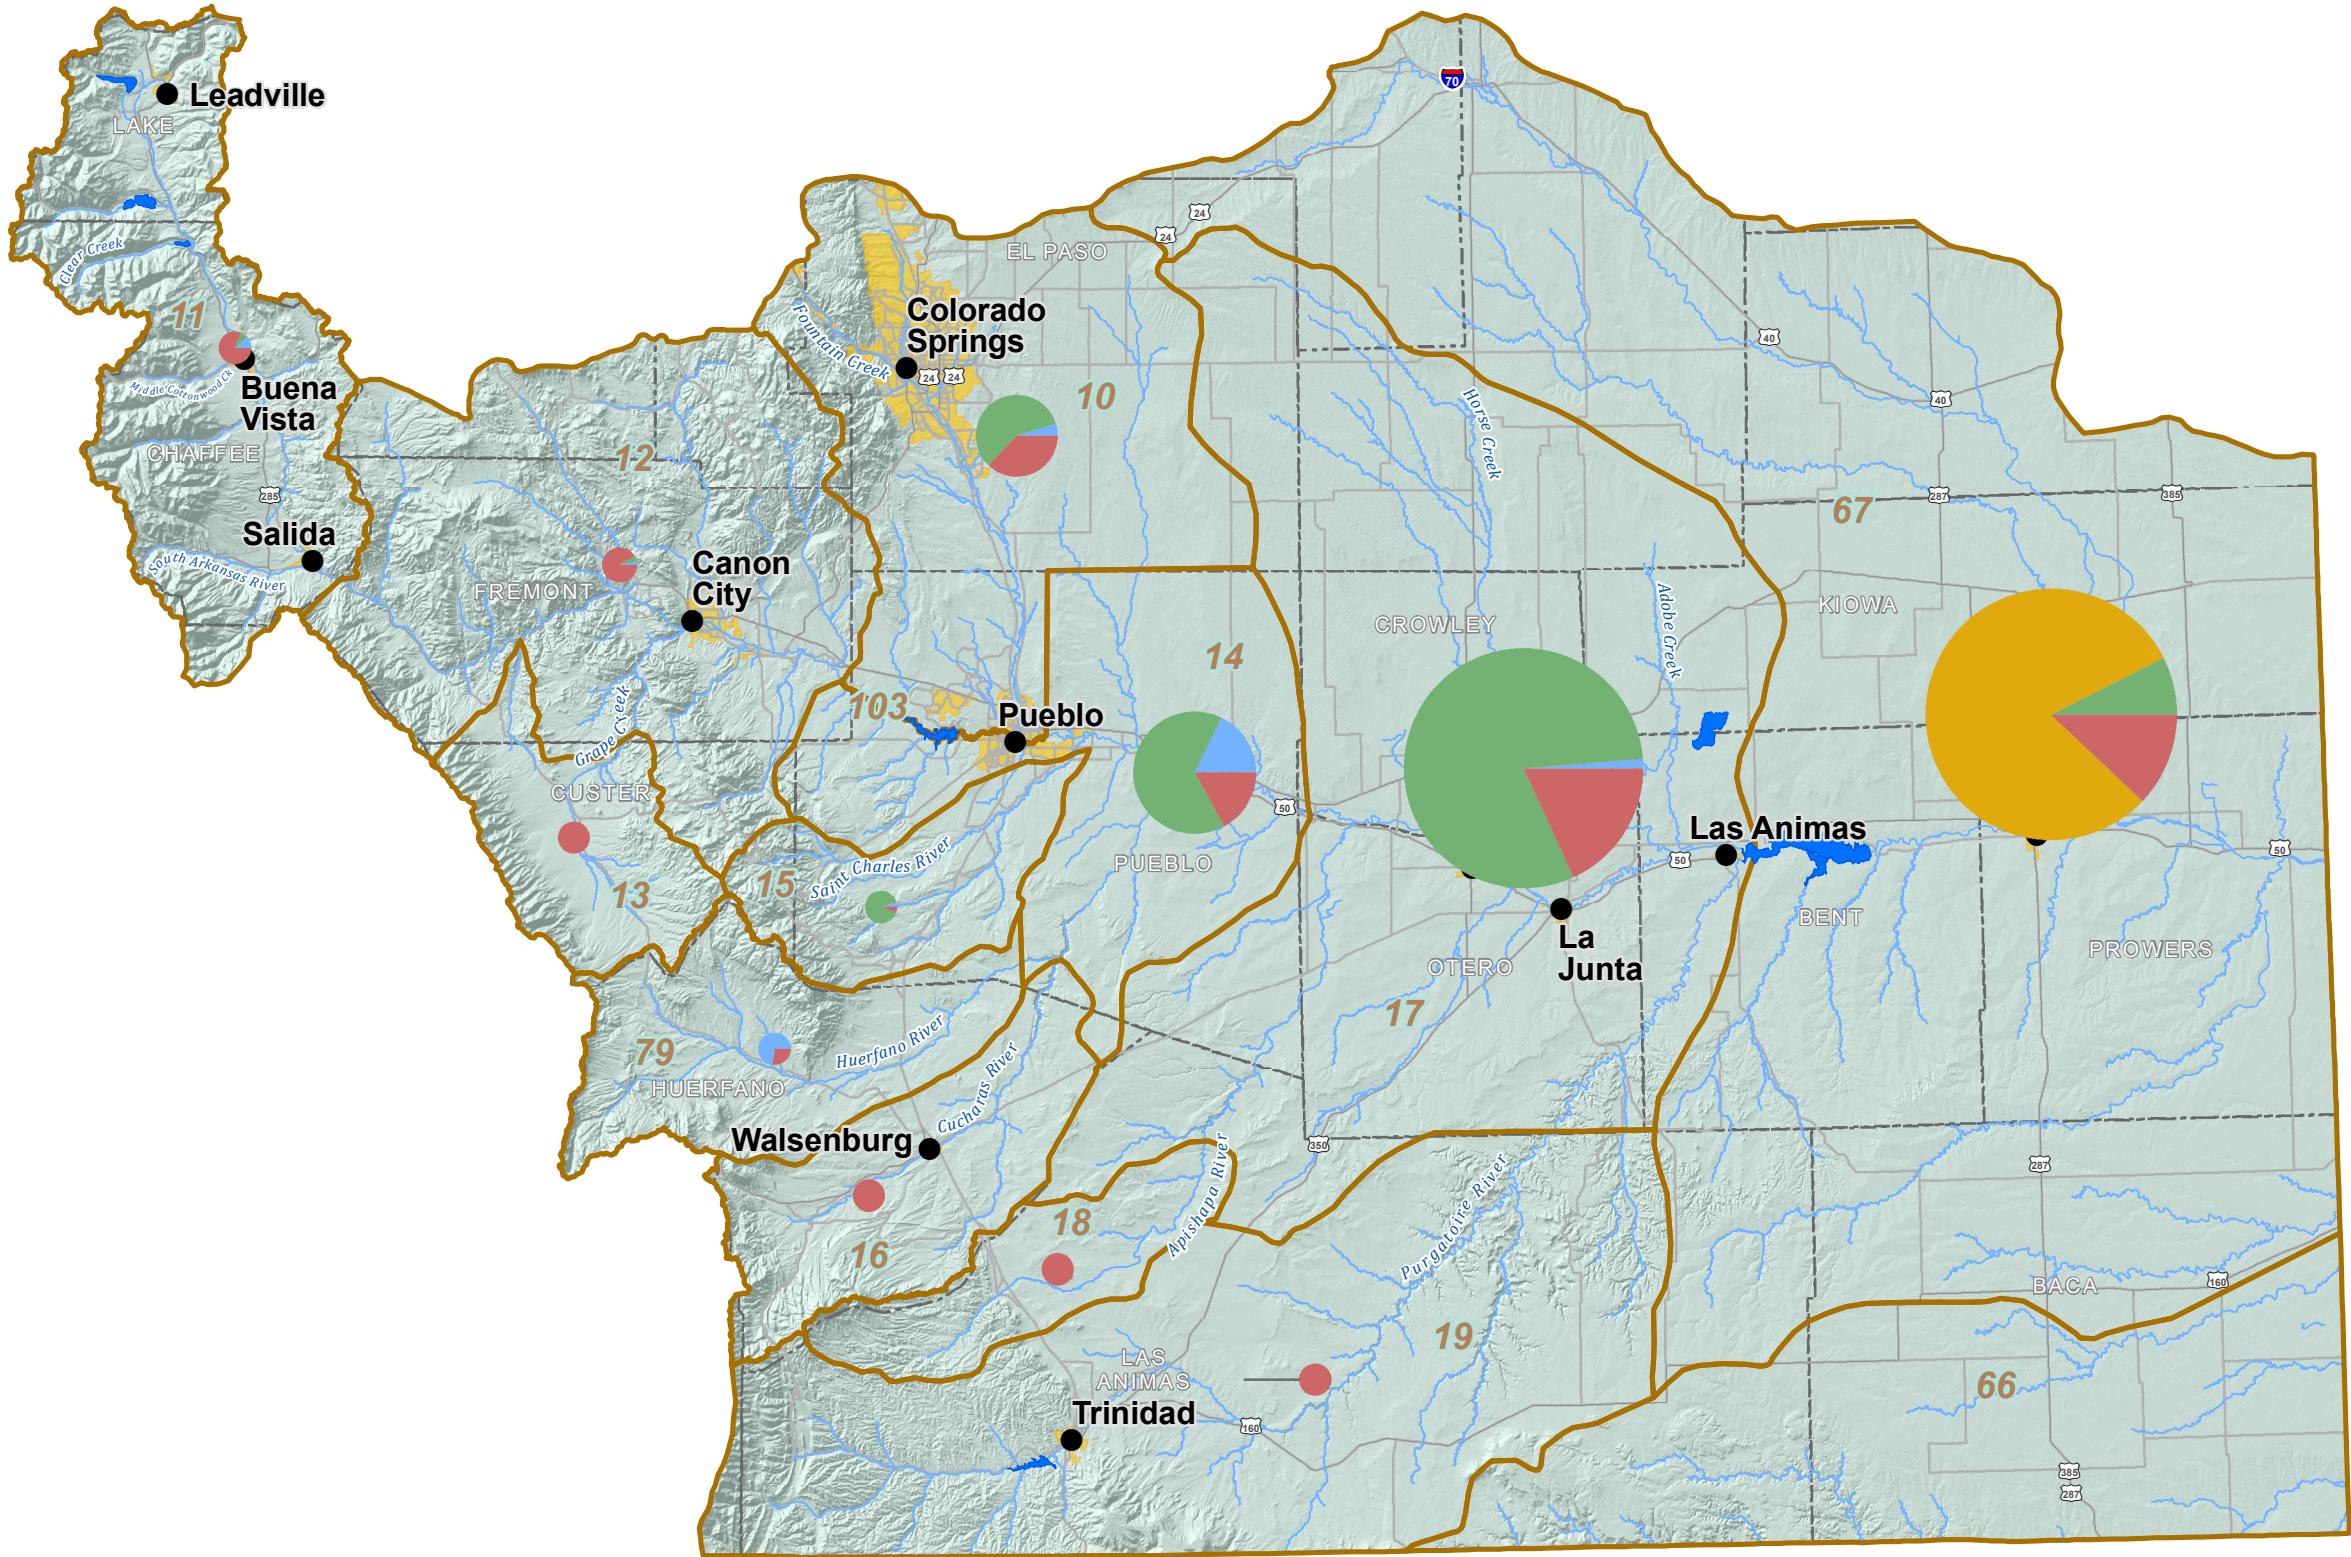 70
Leadville
LAKE
24
24
Clear Creek
EL PASO
11
Colorado
Springs
Fountain Creek
40
24 24
Buena
Vista
Middle Cottonwood Ck
10
40
Horse Creek
CHAFFEE
12
285
287
385
67
Salida
South Arkansas River
Canon
City
FREMONT
KIOWA
Adobe Creek
CROWLEY
14
103
Pueblo
Grape Creek
CUSTER
50
Las Animas
50
50
PUEBLO
Saint Charles River
15
13
BENT
La
Junta
PROWERS
OTERO
17
Huerfano River
79
HUERFANO
Cucharas River
Walsenburg
350
287
Apishapa River
Purgatoire River
18
16
160
BACA
19
LAS
ANIMAS
66
Trinidad
160
385
287